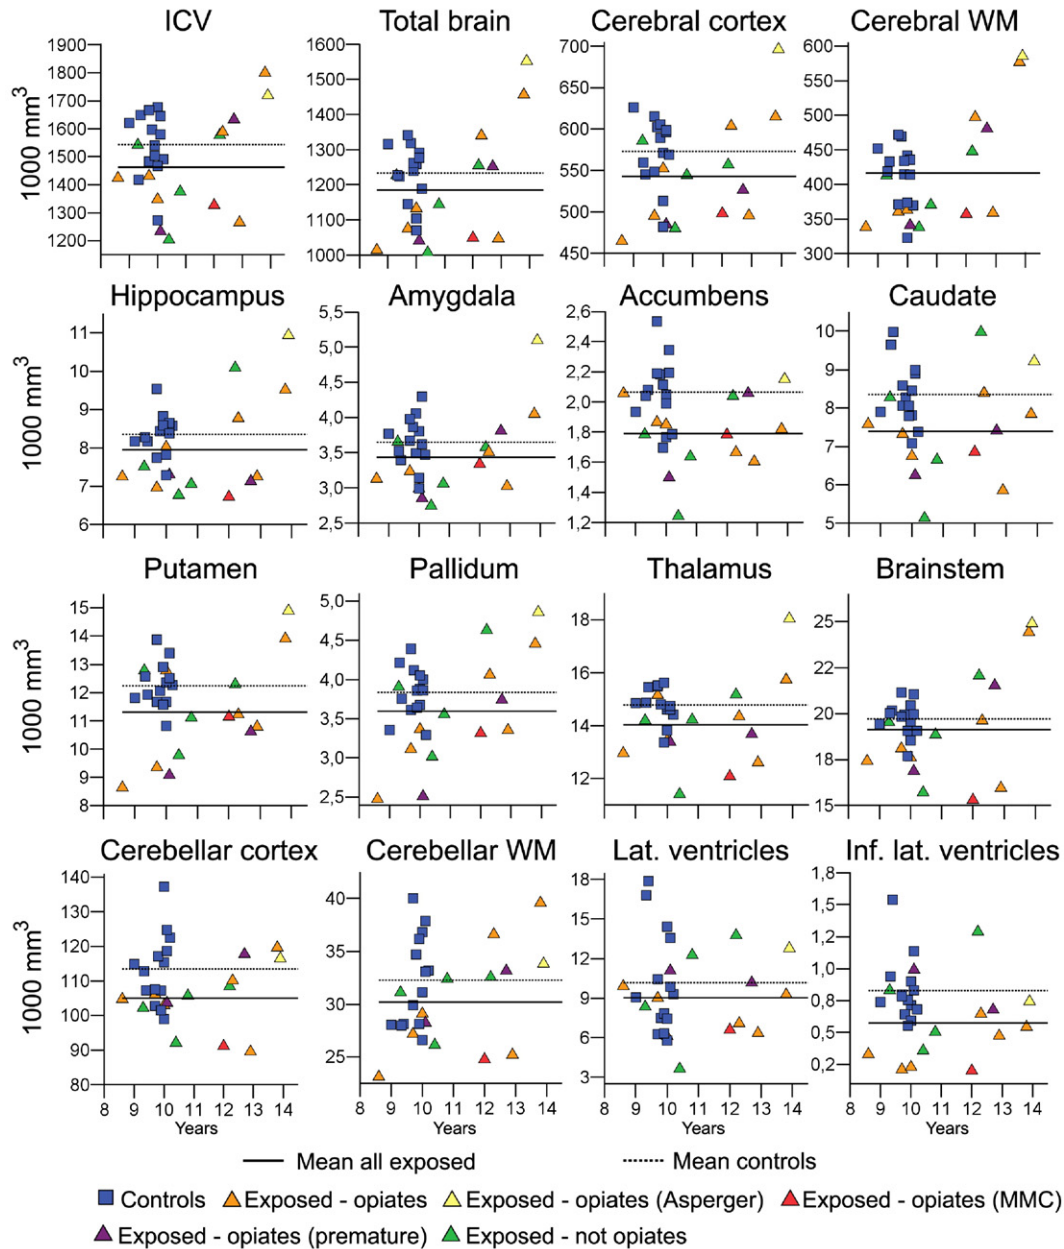 ICV Total brain Cerebral cortex Cerebral WM
1000 mm³
1900 1800 1700 1600 1500 1400 1300 1200
1600 1500 1400 1300 1200 1100 1000
700 650 600 550 500 450
600 550 500 450 400 350 300
Hippocampus Amygdala Accumbens Caudate
1000 mm³
11 10 9 8 7 6
5,5 5,0 4,5 4,0 3,5 3,0 2,5
2,6 2,4 2,2 2,0 1,8 1,6 1,4 1,2
10 9 8 7 6 5
Putamen Pallidum Thalamus Brainstem
1000 mm³
15 14 13 12 11 10 9 8
5,0 4,5 4,0 3,5 3,0 2,5
18 16 14 12
25 22 20 18 15
Cerebellar cortex Cerebellar WM Lat. ventricles Inf. lat. ventricles
1000 mm³
140 130 120 110 100 90 80
40 35 30 25
18 15 12 9 6 3
1,8 1,5 1,2 1,0 0,8 0,5 0,2
8 9 10 11 12 13 14 8 9 10 11 12 13 14 8 9 10 11 12 13 14 8 9 10 11 12 13 14
Years Years Years Years
Mean all exposed Mean controls
Controls Exposed - opiates Exposed - opiates (Asperger) Exposed - opiates (MMC)
Exposed - opiates (premature) Exposed - not opiates